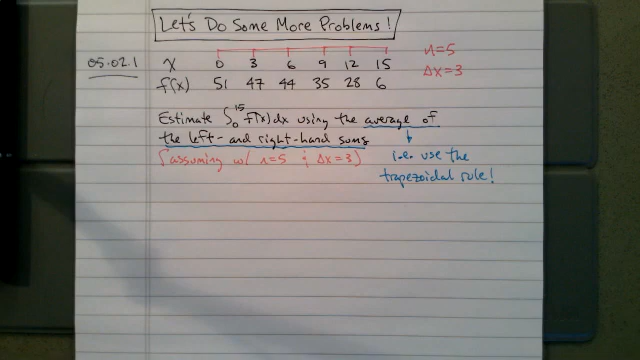 Let's Do Some More Problems!
05.02.1 x 0 3 6 9 12 15 n=5
f(x) 51 47 44 35 28 6 Δx=3
Estimate ∫₀¹⁵ f(x)dx using the average of
the left- and right-hand sums
(assuming w/ n=5 & Δx=3) i.e. use the
trapezoidal rule!